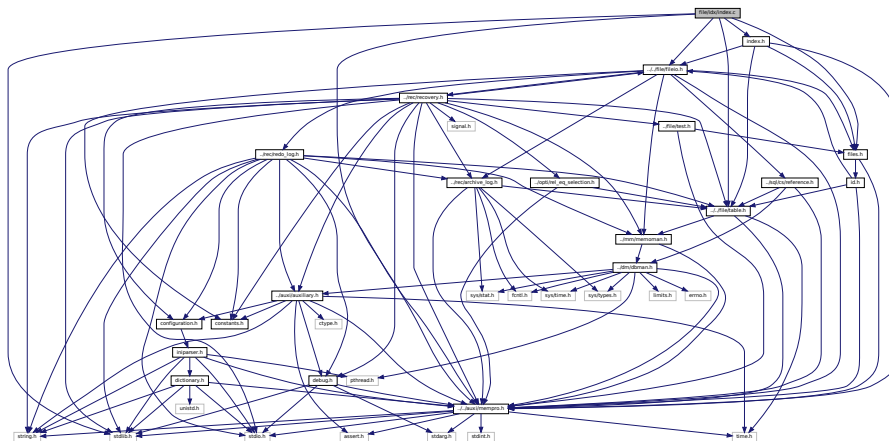 file/idx/index.c
index.h
../../file/fileio.h
../rec/recovery.h
signal.h
../file/test.h
../rec/redo_log.h
files.h
../rec/archive_log.h
../opti/rel_eq_selection.h
../sql/cs/reference.h
id.h
../../file/table.h
../mm/memoman.h
../dm/dbman.h
../auxi/auxiliary.h
sys/stat.h
fcntl.h
sys/time.h
sys/types.h
limits.h
errno.h
configuration.h
constants.h
ctype.h
iniparser.h
dictionary.h
debug.h
pthread.h
unistd.h
../../auxi/mempro.h
string.h
stdlib.h
stdio.h
assert.h
stdarg.h
stdint.h
time.h